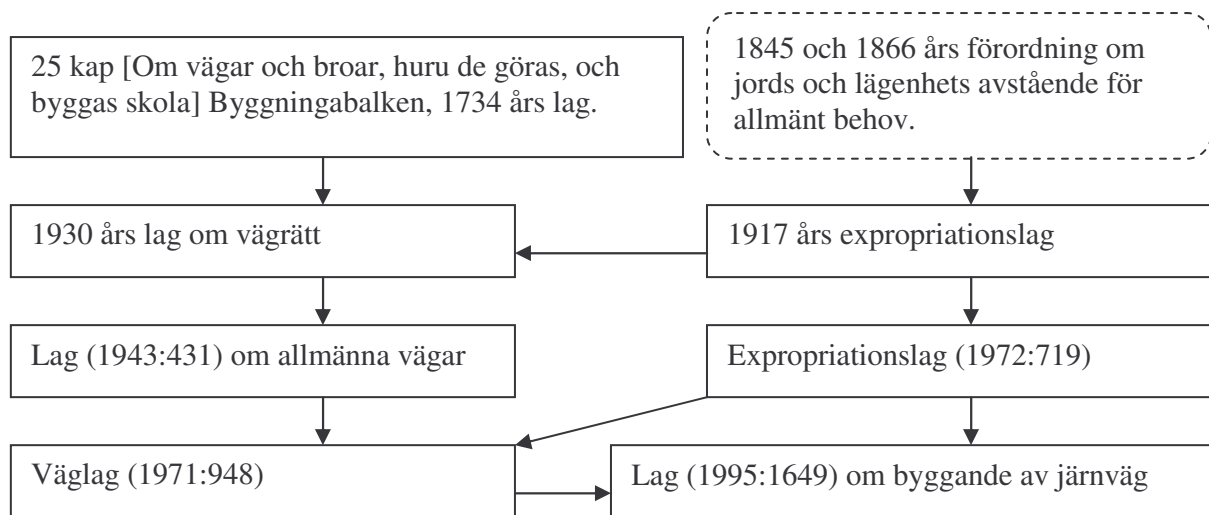 25 kap [Om vägar och broar, huru de göras, och
byggas skola] Byggningabalken, 1734 års lag.
1845 och 1866 års förordning om
jords och lägenhets avstående för
allmänt behov.
1930 års lag om vägrätt
1917 års expropriationslag
Lag (1943:431) om allmänna vägar
Expropriationslag (1972:719)
Väglag (1971:948)
Lag (1995:1649) om byggande av järnväg